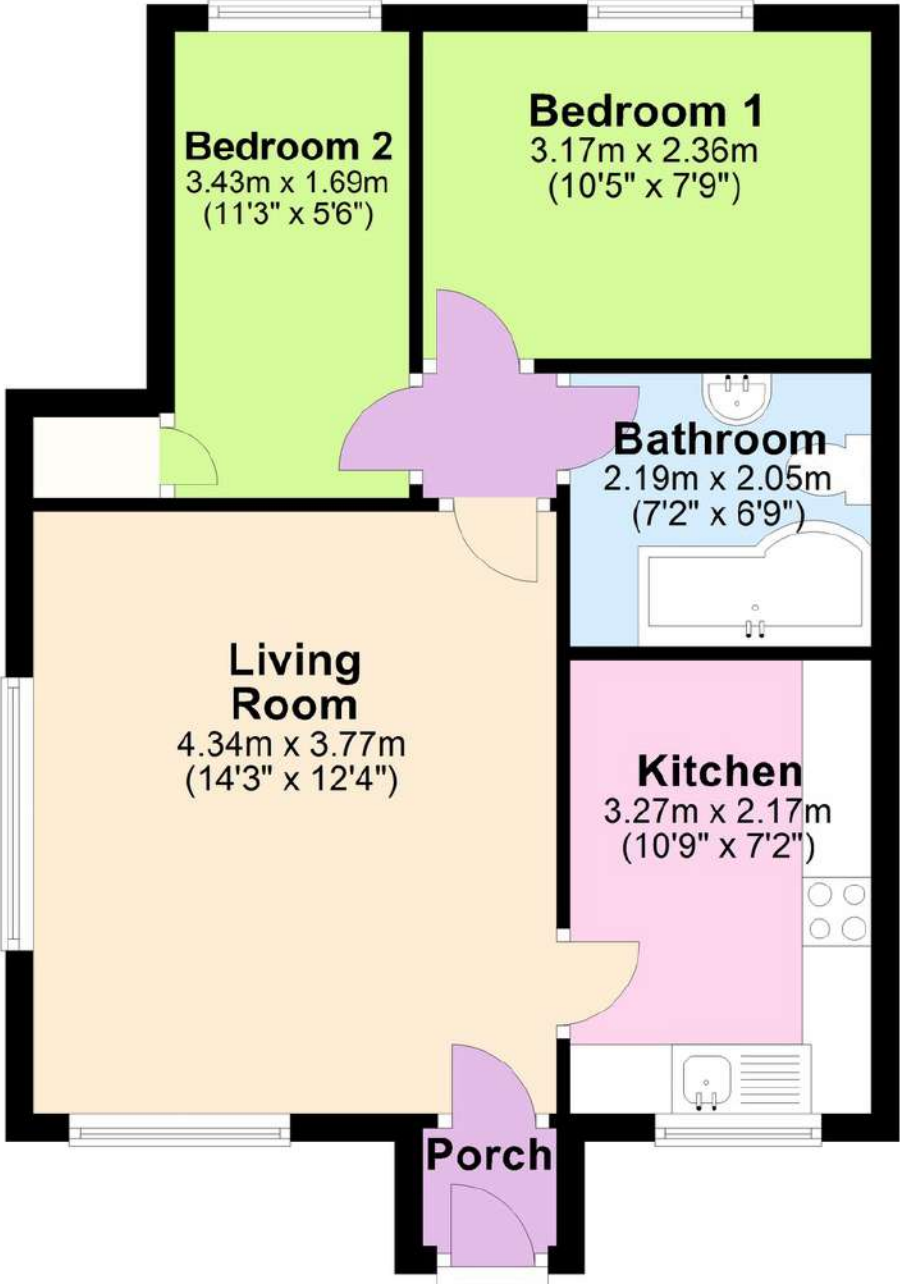 Bedroom 2
3.43m x 1.69m
(11'3" x 5'6")
Bedroom 1
3.17m x 2.36m
(10'5" x 7'9")
Bathroom
2.19m x 2.05m
(7'2" x 6'9")
Living
Room
4.34m x 3.77m
(14'3" x 12'4")
Kitchen
3.27m x 2.17m
(10'9" x 7'2")
Porch